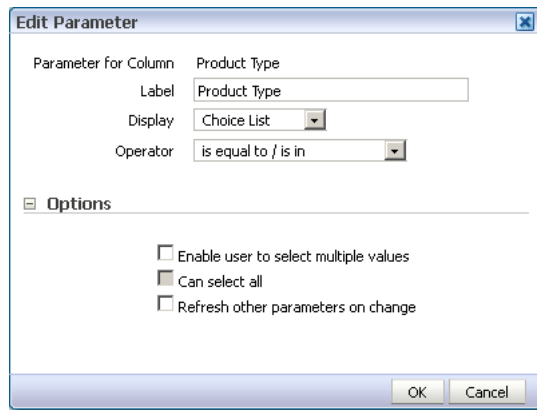 Edit Parameter
Parameter for Column Product Type
Label Product Type
Display Choice List
Operator is equal to / is in
Options
Enable user to select multiple values
Can select all
Refresh other parameters on change
OK Cancel